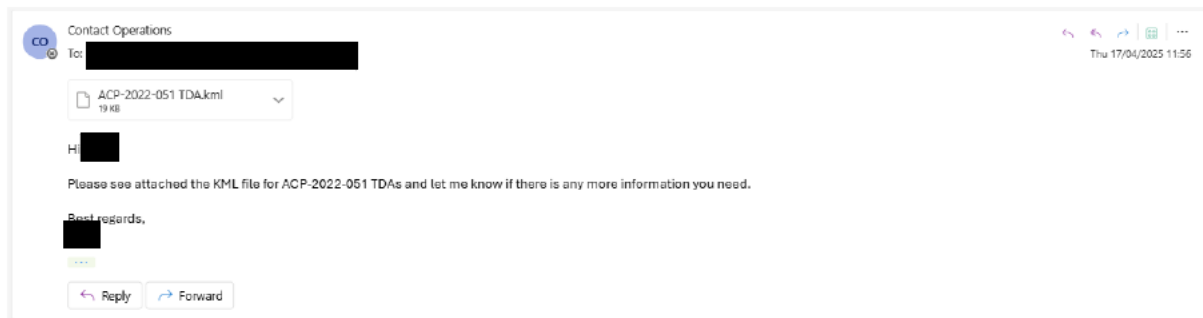 Contact Operations
CO
To:
Thu 17/04/2025 11:56
ACP-2022-051 TDA.kml
19 KB
Hi
Please see attached the KML file for ACP-2022-051 TDAs and let me know if there is any more information you need.
Best regards,
Reply
Forward